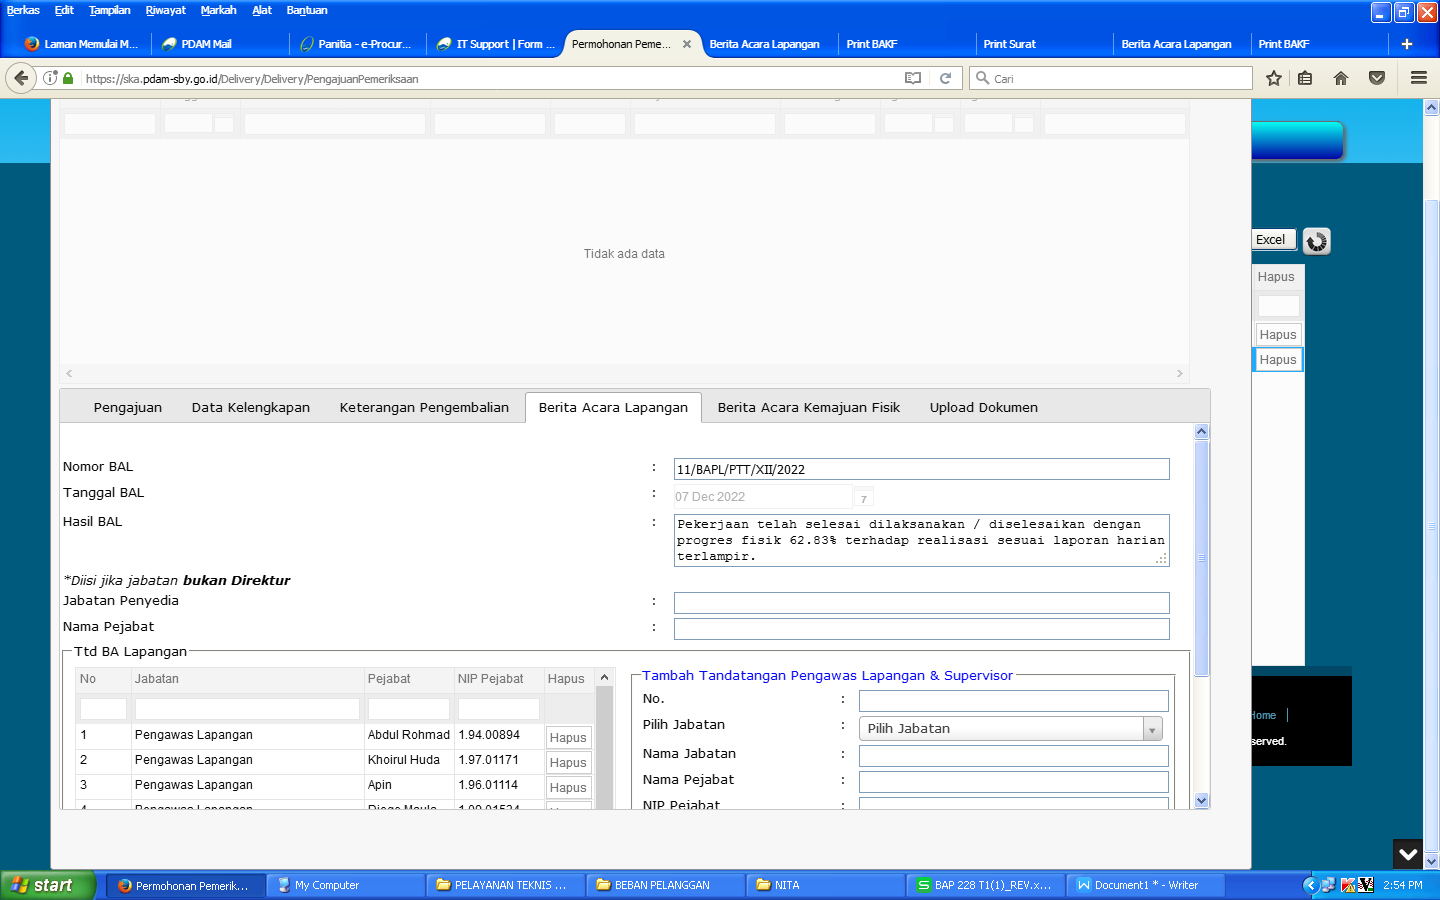 Berkas Edit Tampilan Riwayat Markah Alat Bantuan
Laman Memulai M... PDAM Mail Panitia - e-Procur... IT Support | Form ... Permohonan Peme... Berita Acara Lapangan Print BAKF Print Surat Berita Acara Lapangan Print BAKF
https://ska.pdam-sby.go.id/Delivery/Delivery/PengajuanPemeriksaan Cari
Tidak ada data
Excel
Hapus
Hapus
Hapus
Pengajuan Data Kelengkapan Keterangan Pengembalian Berita Acara Lapangan Berita Acara Kemajuan Fisik Upload Dokumen
Nomor BAL : 11/BAPL/PTT/XII/2022
Tanggal BAL : 07 Dec 2022 7
Hasil BAL : Pekerjaan telah selesai dilaksanakan / diselesaikan dengan
progres fisik 62.83% terhadap realisasi sesuai laporan harian
terlampir.
*Diisi jika jabatan bukan Direktur
Jabatan Penyedia :
Nama Pejabat :
Ttd BA Lapangan
No Jabatan Pejabat NIP Pejabat Hapus
1 Pengawas Lapangan Abdul Rohmad 1.94.00894 Hapus
2 Pengawas Lapangan Khoirul Huda 1.97.01171 Hapus
3 Pengawas Lapangan Apin 1.96.01114 Hapus
4 Pengawas Lapangan
Tambah Tandatangan Pengawas Lapangan & Supervisor
No. :
Pilih Jabatan : Pilih Jabatan
Nama Jabatan :
Nama Pejabat :
NIP Pejabat :
Home |
served.
start Permohonan Pemerik... My Computer PELAYANAN TEKNIS ... BEBAN PELANGGAN NITA BAP 228 T1(1)_REV.x... Document1 * - Writer 2:54 PM